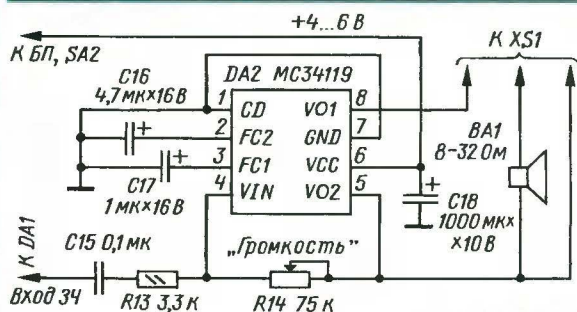 +4...6 В
К БП, SA2
К XS1
C16
4,7 мк×16 В
DA2 MC34119
1 CD VO1 8
2 FC2 GND 7
3 FC1 VCC 6
4 VIN VO2 5
BA1
8-32 Ом
C17
1 мк×16 В
C18
1000 мк×
×10 В
К DA1
C15 0,1 мк
„Громкость"
Вход ЗЧ
R13 3,3 к
R14 75 к